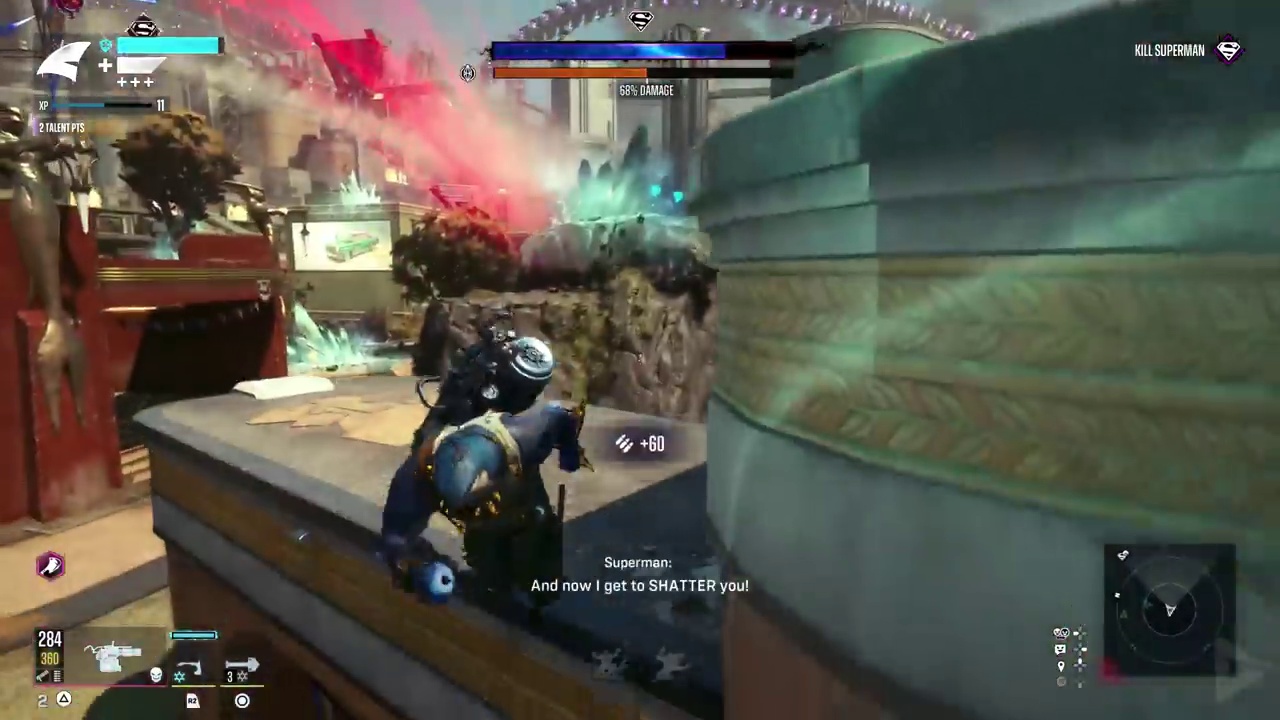 KILL SUPERMAN
XP
11
2 TALENT PTS
68% DAMAGE
+60
Superman:
And now I get to SHATTER you!
284
360
3
2
R2